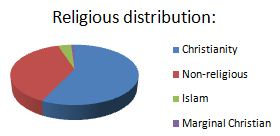 Religious distribution:
Christianity
Non-religious
Islam
Marginal Christian